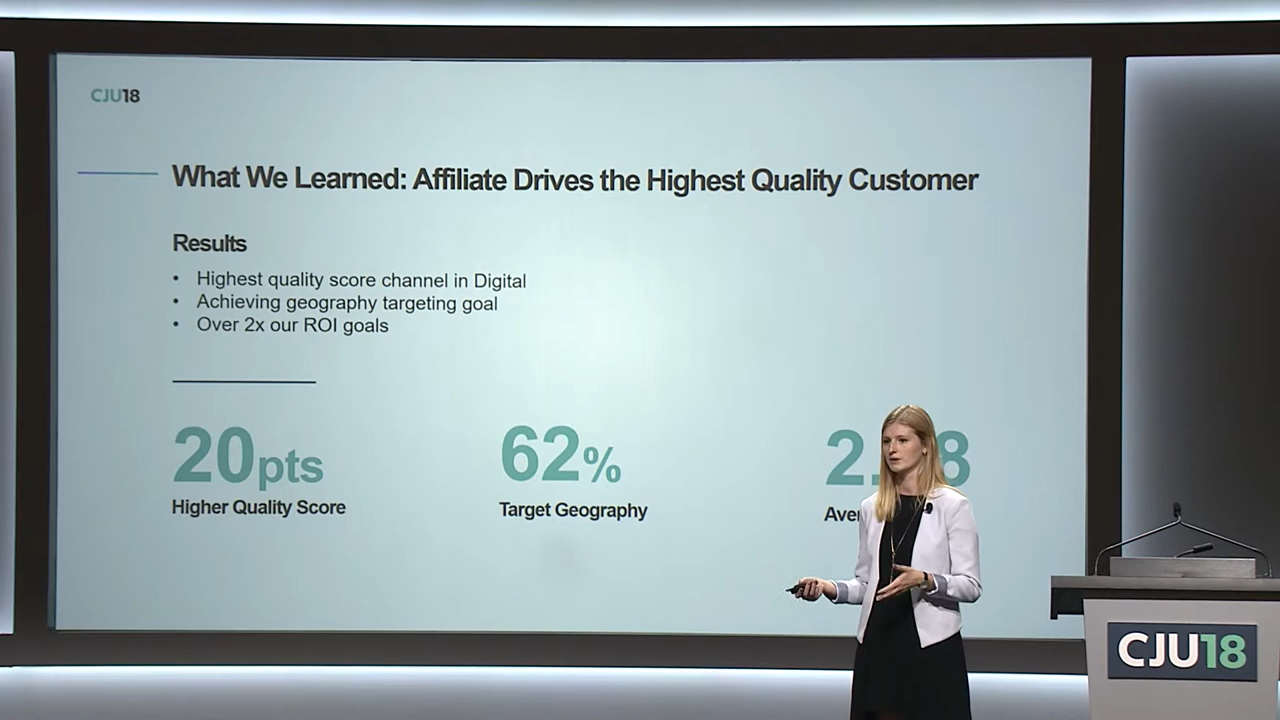 CJU18
What We Learned: Affiliate Drives the Highest Quality Customer
Results
• Highest quality score channel in Digital
• Achieving geography targeting goal
• Over 2x our ROI goals
20pts
62%
Higher Quality Score
Target Geography
CJU18